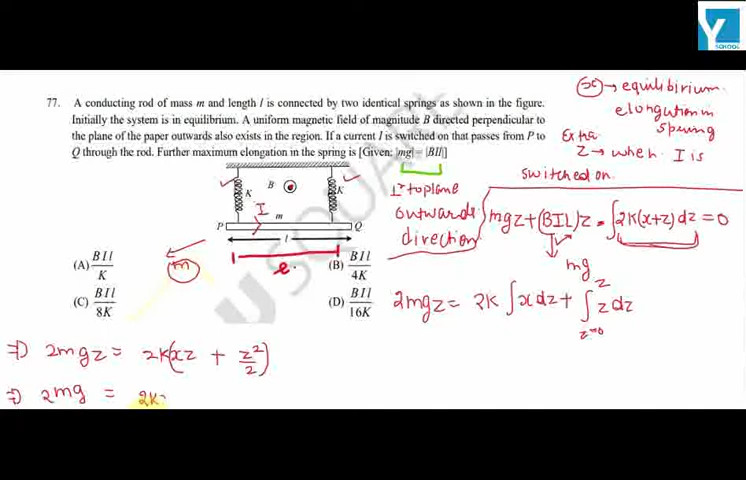 Y
SCHOOL
77. A conducting rod of mass m and length l is connected by two identical springs as shown in the figure.
Initially the system is in equilibrium. A uniform magnetic field of magnitude B directed perpendicular to
the plane of the paper outwards also exists in the region. If a current I is switched on that passes from P to
Q through the rod. Further maximum elongation in the spring is [Given: |mg| = |BIl|]
K B K
I
m
P Q
l
e.
m
(A) BIl/K
(B) BIl/4K
(C) BIl/8K
(D) BIl/16K
x → equilibirium
elongation in
spering
Extra
z → when I is
switched on.
⊥r to plane
outwards
direction
mgz + (BIL)z - ∫2K(x+z)dz = 0
mg
2mgz = 2K ∫xdz + ∫ z dz
z
z=0
⇒ 2mgz = 2K(xz + z²/2)
⇒ 2mg = 2K